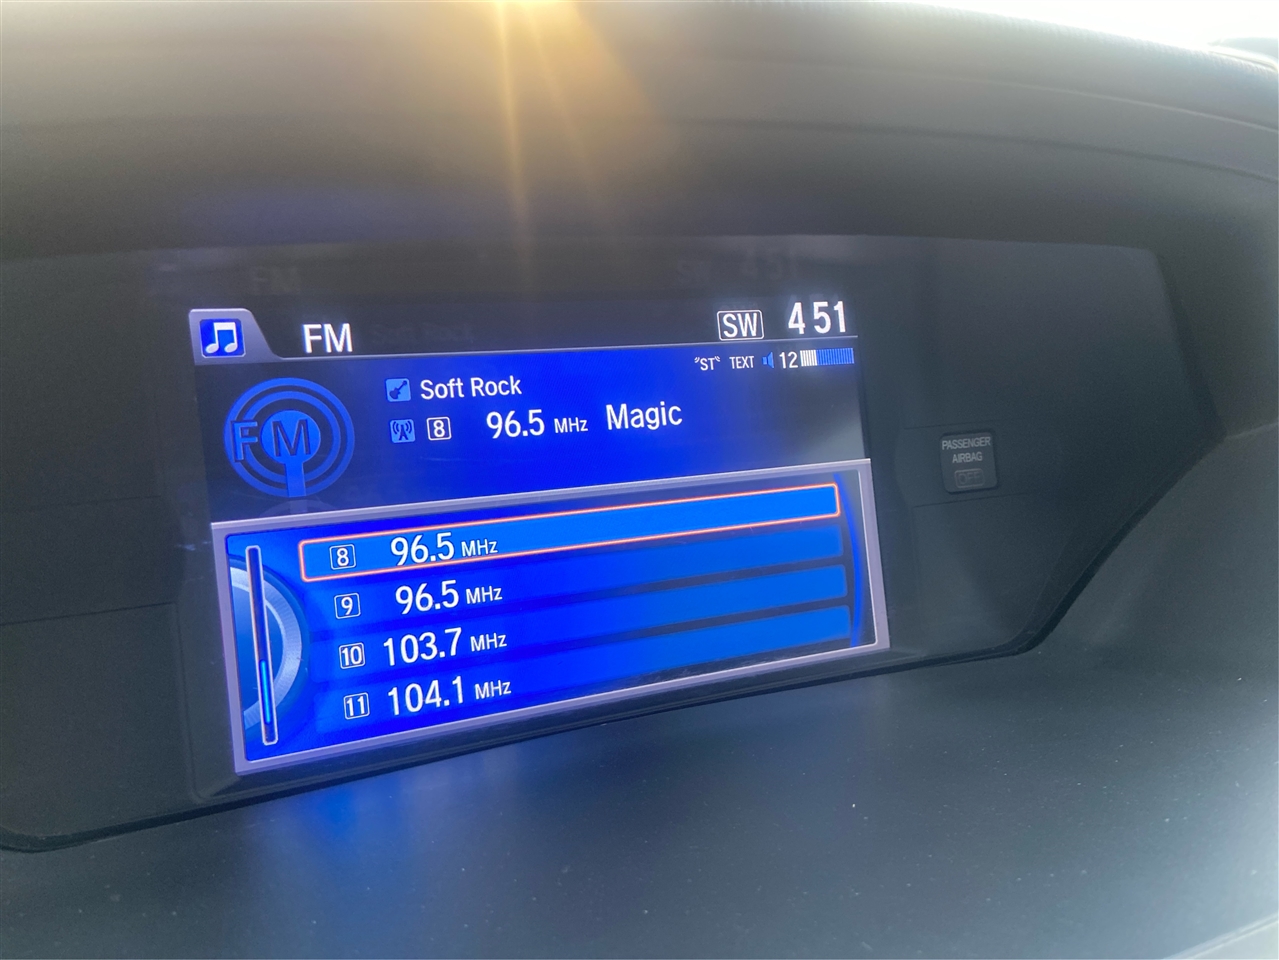 FM
SW 4:51
"ST" TEXT 12
Soft Rock
FM
8 96.5 MHz Magic
8 96.5 MHz
9 96.5 MHz
10 103.7 MHz
11 104.1 MHz
PASSENGER
AIRBAG
OFF